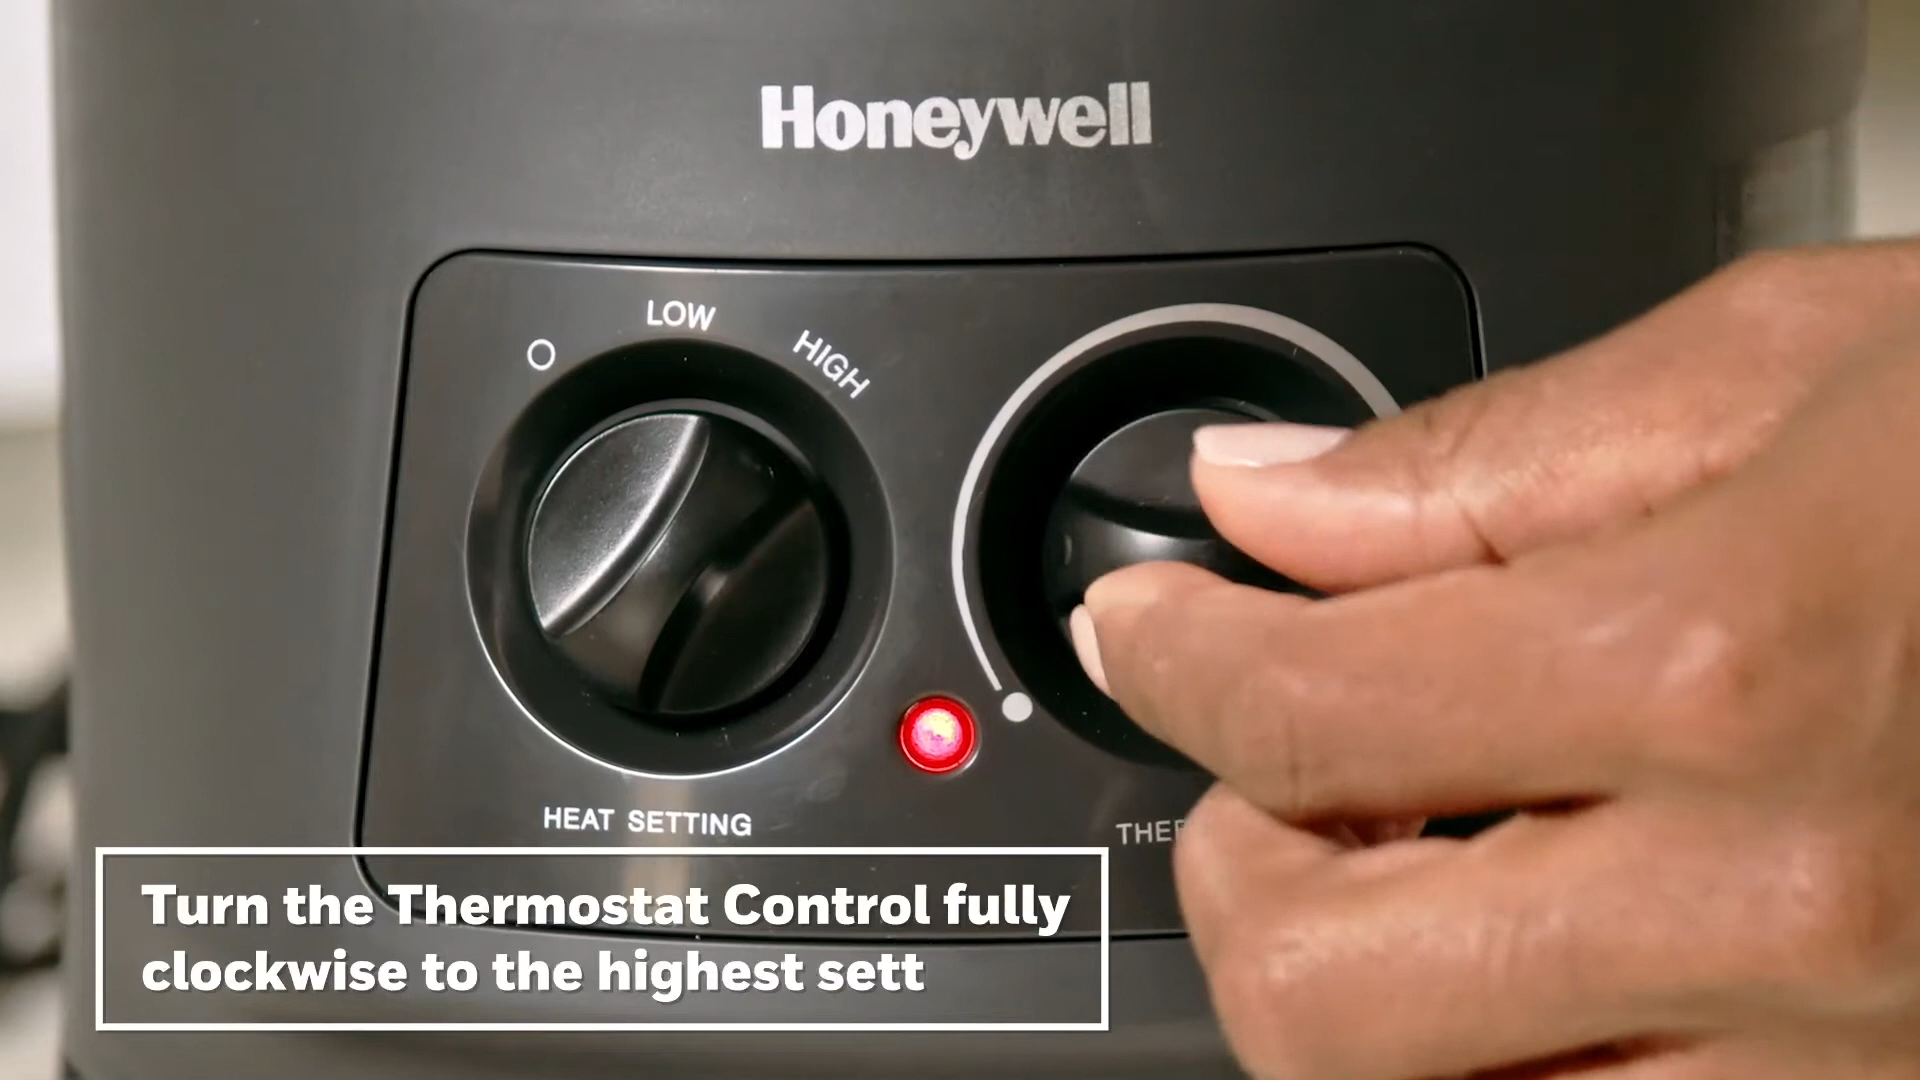 Honeywell
LOW
HIGH
HEAT SETTING
Turn the Thermostat Control fully
clockwise to the highest sett